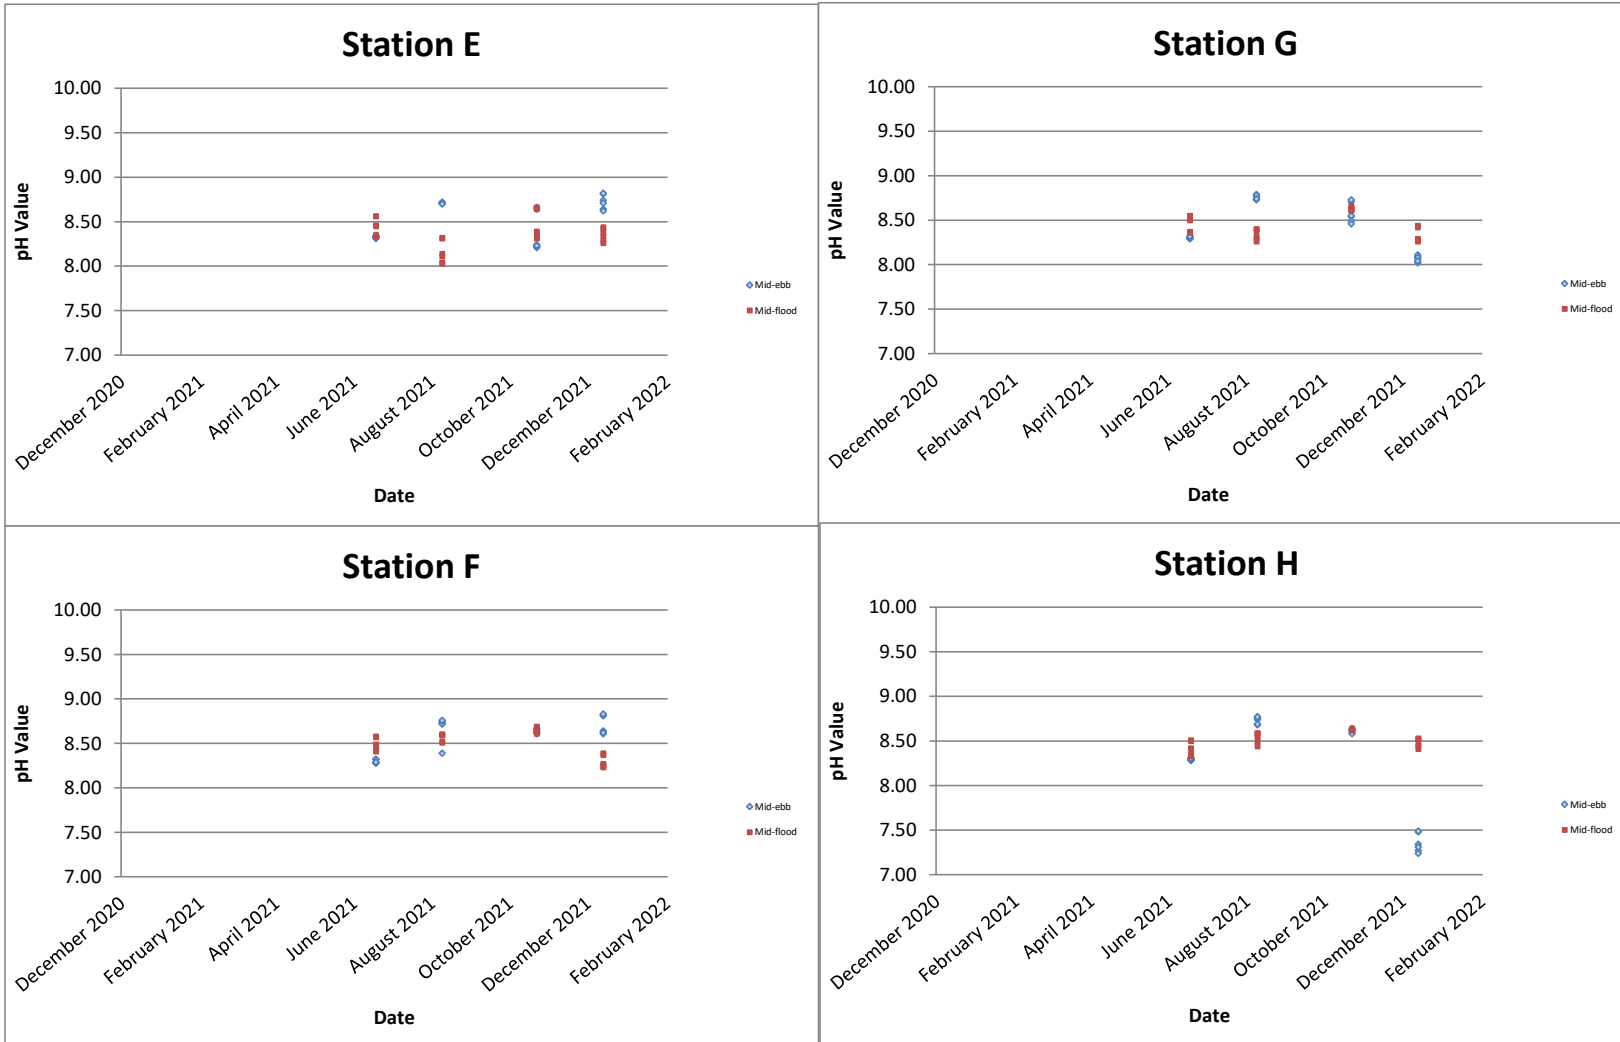 Station E
10.00
9.50
9.00
8.50
8.00
7.50
7.00
pH Value
December 2020
February 2021
April 2021
June 2021
August 2021
October 2021
December 2021
February 2022
Date
Mid-ebb
Mid-flood
Station G
10.00
9.50
9.00
8.50
8.00
7.50
7.00
pH Value
December 2020
February 2021
April 2021
June 2021
August 2021
October 2021
December 2021
February 2022
Date
Mid-ebb
Mid-flood
Station F
10.00
9.50
9.00
8.50
8.00
7.50
7.00
pH Value
December 2020
February 2021
April 2021
June 2021
August 2021
October 2021
December 2021
February 2022
Date
Mid-ebb
Mid-flood
Station H
10.00
9.50
9.00
8.50
8.00
7.50
7.00
pH Value
December 2020
February 2021
April 2021
June 2021
August 2021
October 2021
December 2021
February 2022
Date
Mid-ebb
Mid-flood